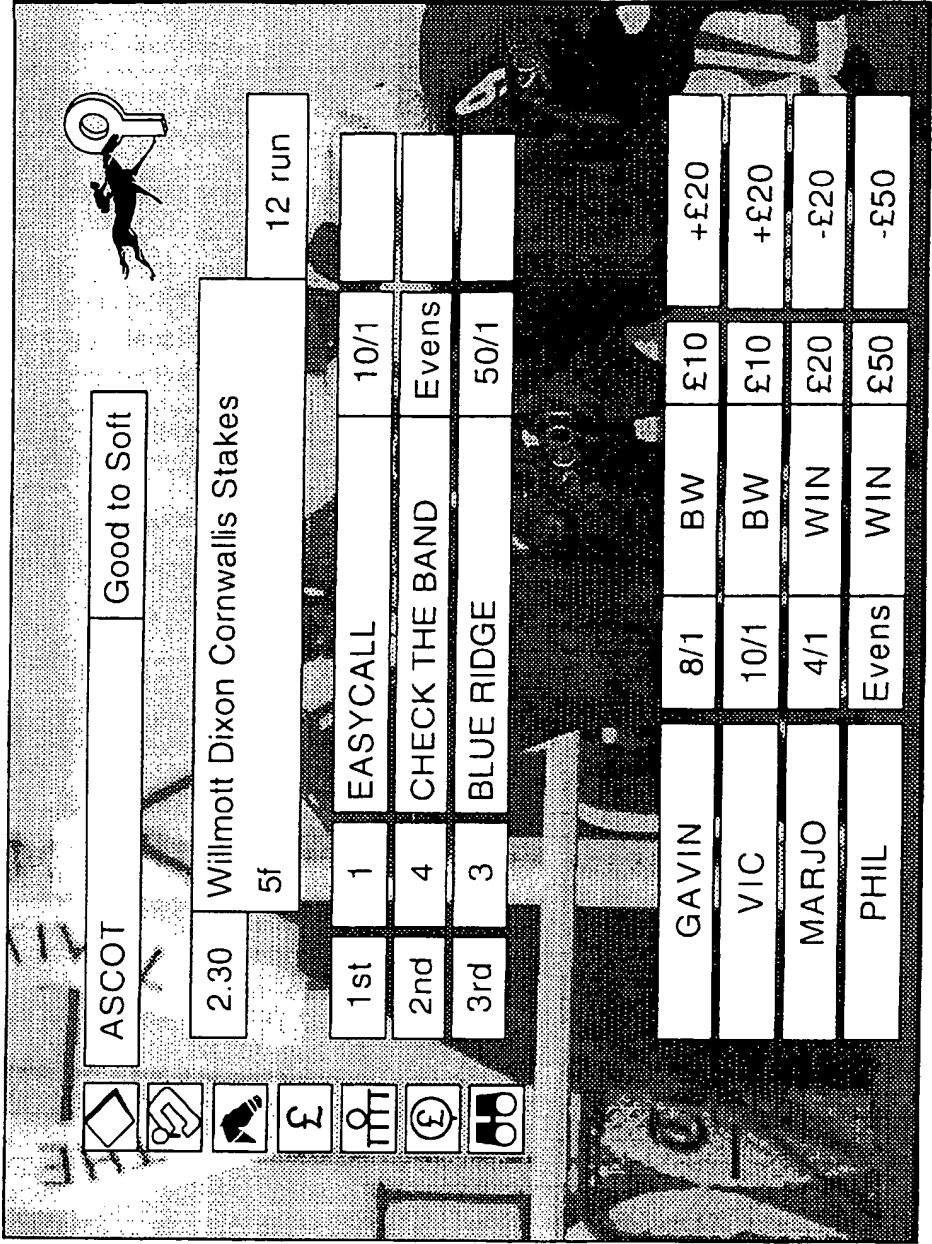 ASCOT Good to Soft
2.30 Willmott Dixon Cornwallis Stakes
5f 12 run
1st 1 EASYCALL 10/1
2nd 4 CHECK THE BAND Evens
3rd 3 BLUE RIDGE 50/1
£
£
GAVIN 8/1 BW £10 +£20
VIC 10/1 BW £10 +£20
MARJO 4/1 WIN £20 -£20
PHIL Evens WIN £50 -£50